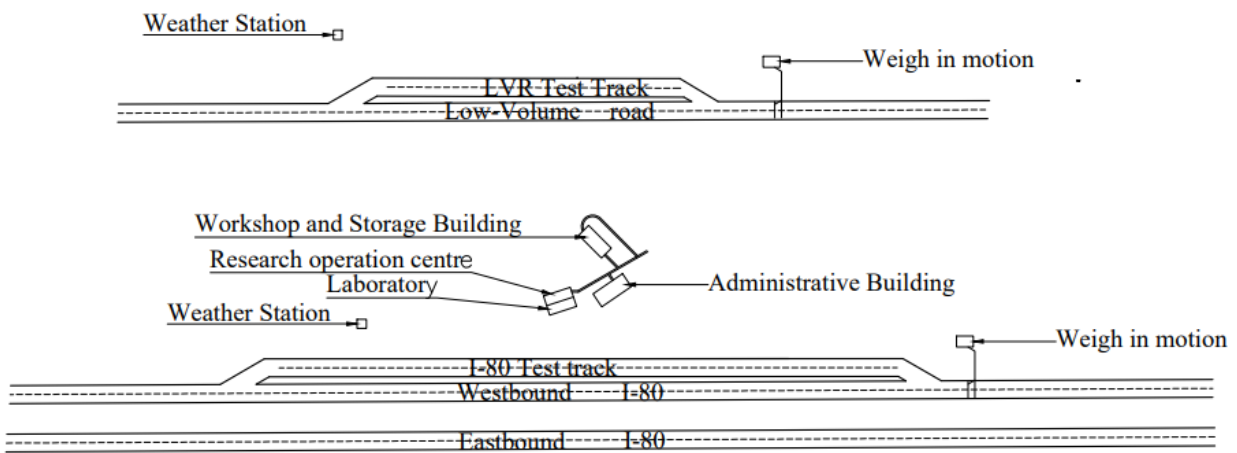 Weather Station
Weigh in motion
LVR Test Track
Low-Volume road
Workshop and Storage Building
Research operation centre
Laboratory
Administrative Building
Weather Station
Weigh in motion
I-80 Test track
Westbound I-80
Eastbound I-80